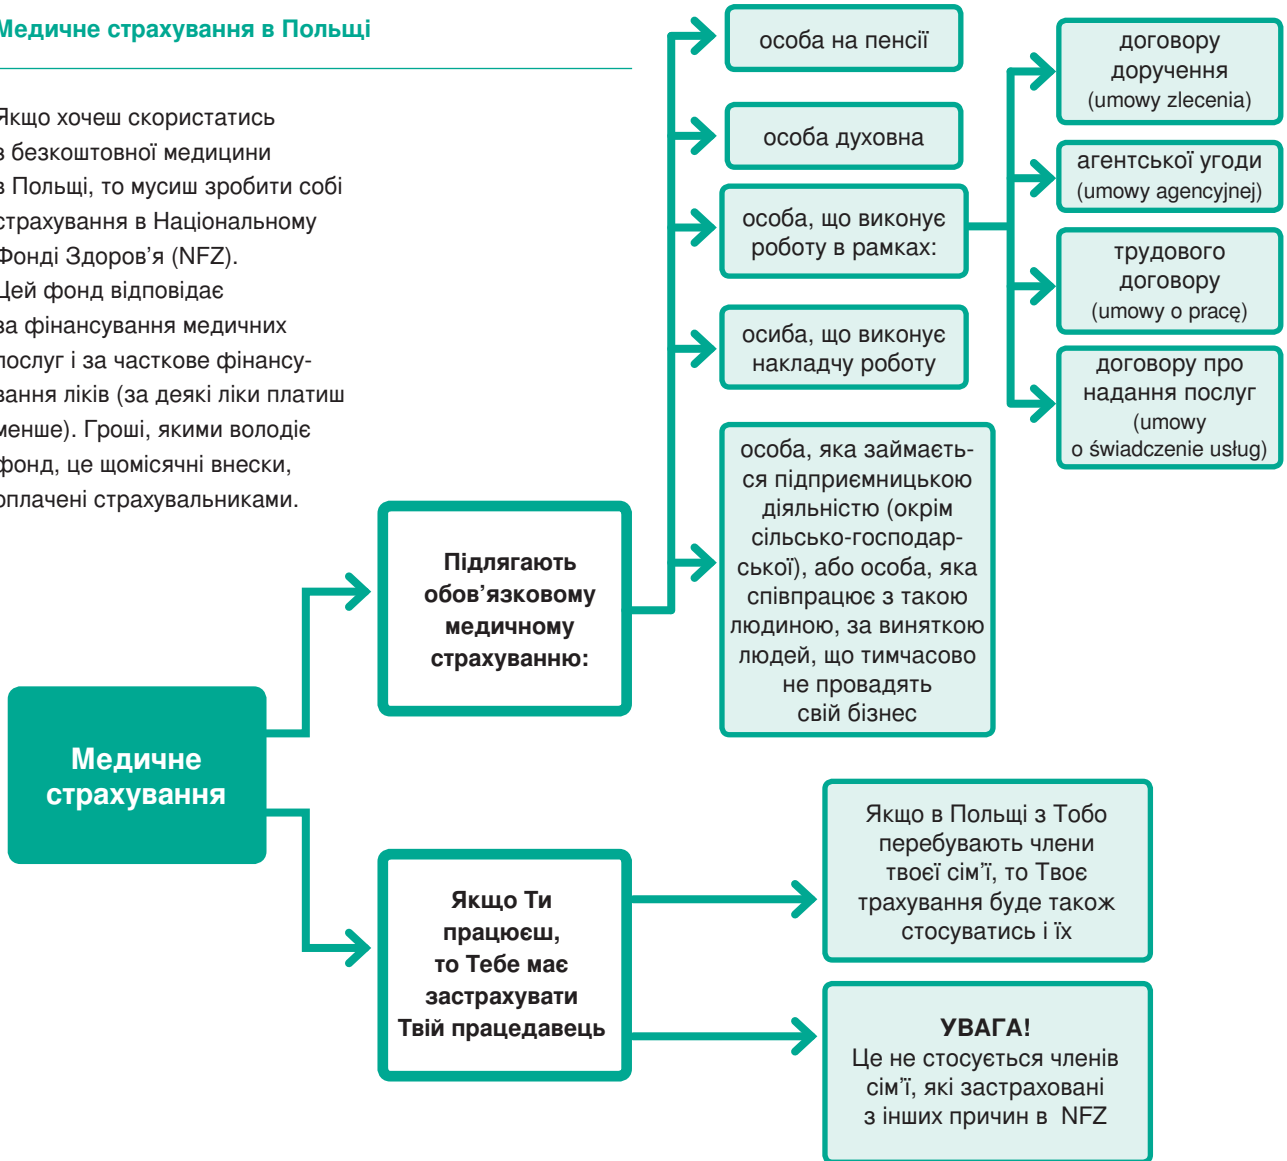 Медичне страхування в Польщі
Якщо хочеш скористатись
з безкоштовної медицини
в Польщі, то мусиш зробити собі
страхування в Національному
Фонді Здоров’я (NFZ).
Цей фонд відповідає
за фінансування медичних
послуг і за часткове фінансу-
вання ліків (за деякі ліки платиш
менше). Гроші, якими володіє
фонд, це щомісячні внески,
оплачені страхувальниками.
Медичне
страхування
Підлягають
обов’язковому
медичному
страхуванню:
особа на пенсії
особа духовна
особа, що виконує
роботу в рамках:
договору
доручення
(umowy zlecenia)
агентської угоди
(umowy agencyjnej)
трудового
договору
(umowy o pracę)
договору про
надання послуг
(umowy
o świadczenie usług)
осиба, що виконує
накладчу роботу
особа, яка займаєть-
ся підприємницькою
діяльністю (окрім
сільсько-господар-
ської), або особа, яка
співпрацює з такою
людиною, за виняткою
людей, що тимчасово
не провадять
свій бізнес
Якщо Ти
працюєш,
то Тебе має
застрахувати
Твій працедавець
Якщо в Польщі з Тобо
перебувають члени
твоєї сім’ї, то Твоє
трахування буде також
стосуватись і їх
УВАГА!
Це не стосується членів
сім’ї, які застраховані
з інших причин в NFZ